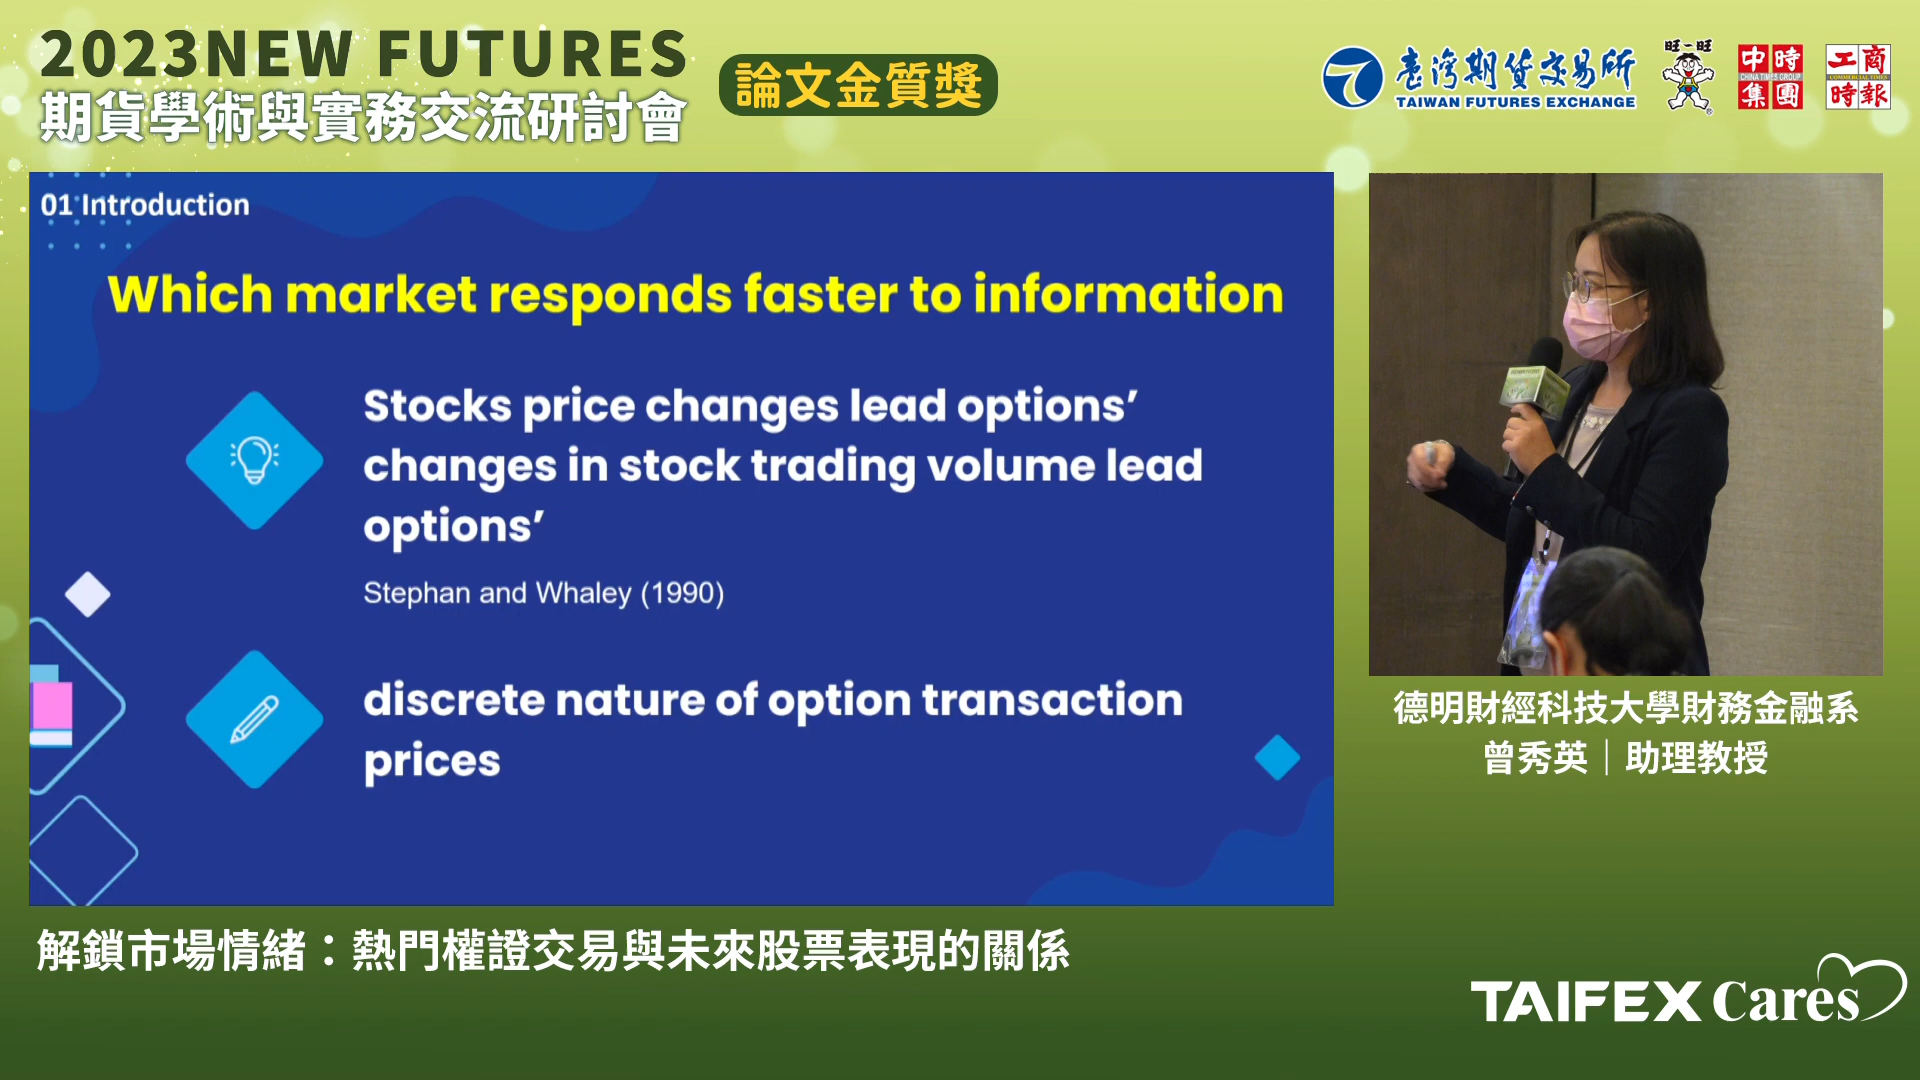 2023NEW FUTURES
期貨學術與實務交流研討會
論文金質獎
臺灣期貨交易所
TAIWAN FUTURES EXCHANGE
旺旺
中時
CHINA TIMES GROUP
集團
工商
COMMERCIAL TIMES
時報
01 Introduction
Which market responds faster to information
Stocks price changes lead options’
changes in stock trading volume lead
options’
Stephan and Whaley (1990)
discrete nature of option transaction
prices
德明財經科技大學財務金融系
曾秀英｜助理教授
解鎖市場情緒：熱門權證交易與未來股票表現的關係
TAIFEX Cares